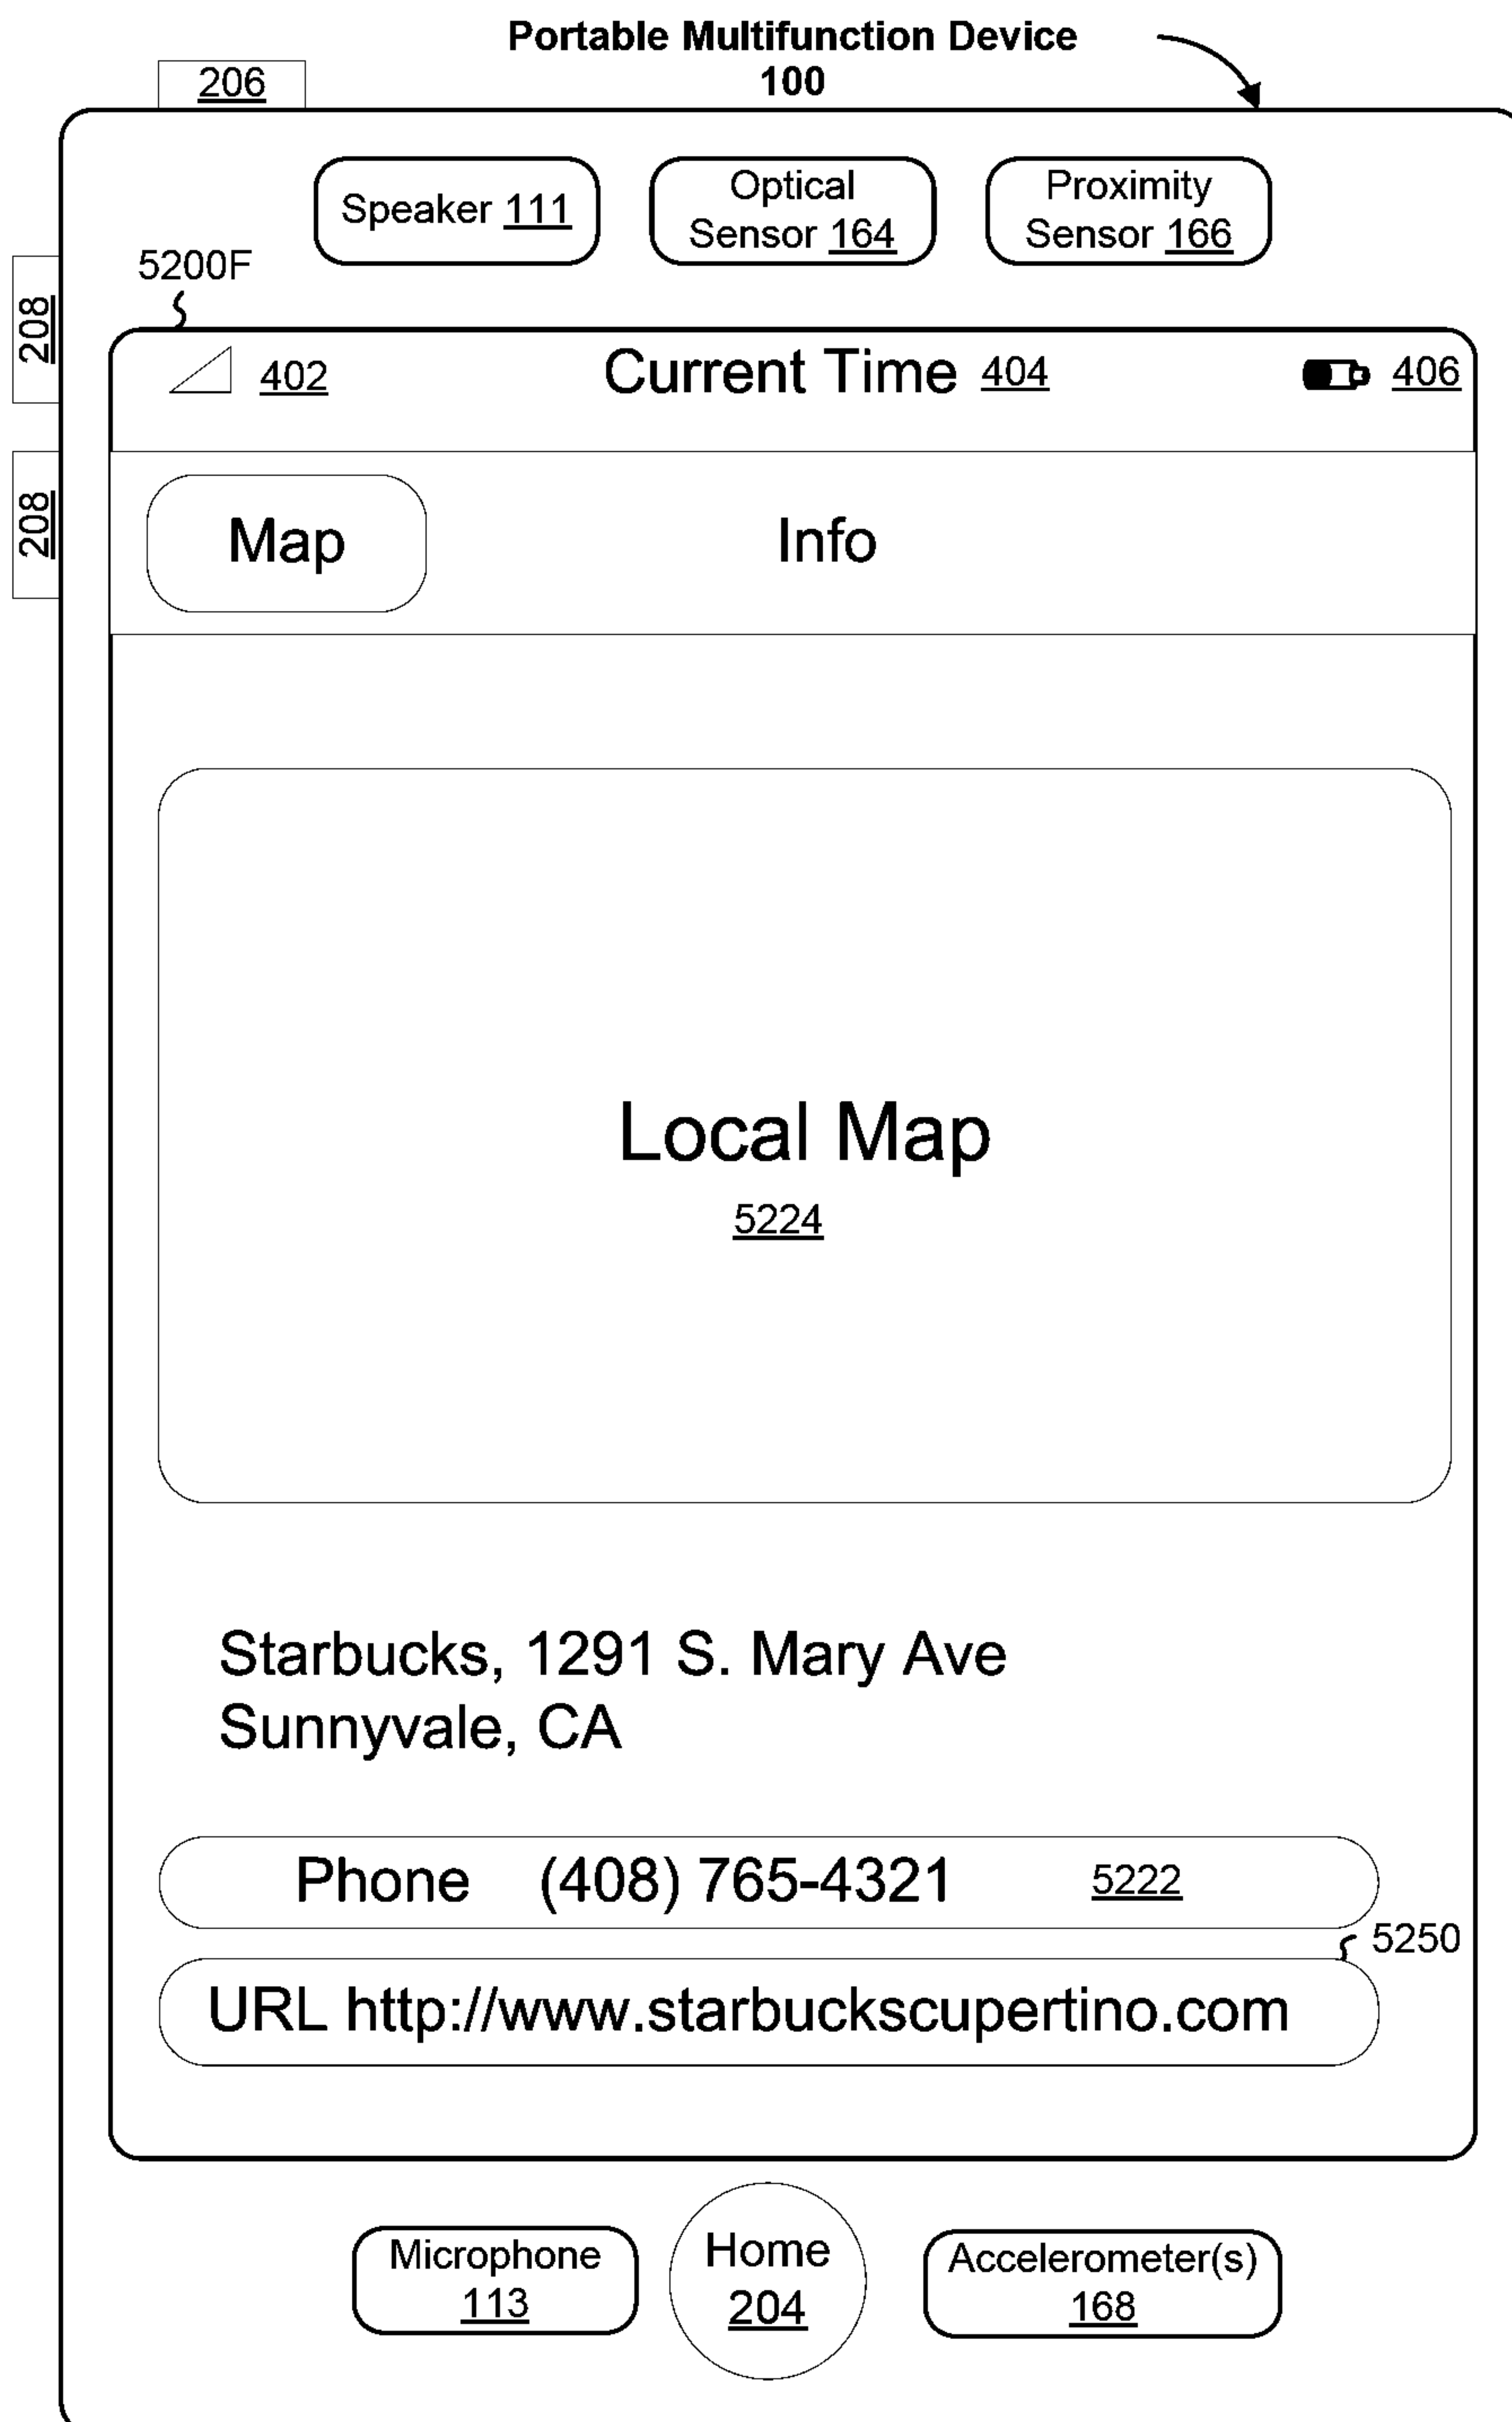 Portable Multifunction Device
100
206
Speaker 111
Optical
Sensor 164
Proximity
Sensor 166
5200F
208
402
Current Time 404
406
208
Map
Info
Local Map
5224
Starbucks, 1291 S. Mary Ave
Sunnyvale, CA
Phone (408) 765-4321 5222
5250
URL http://www.starbuckscupertino.com
Microphone
113
Home
204
Accelerometer(s)
168